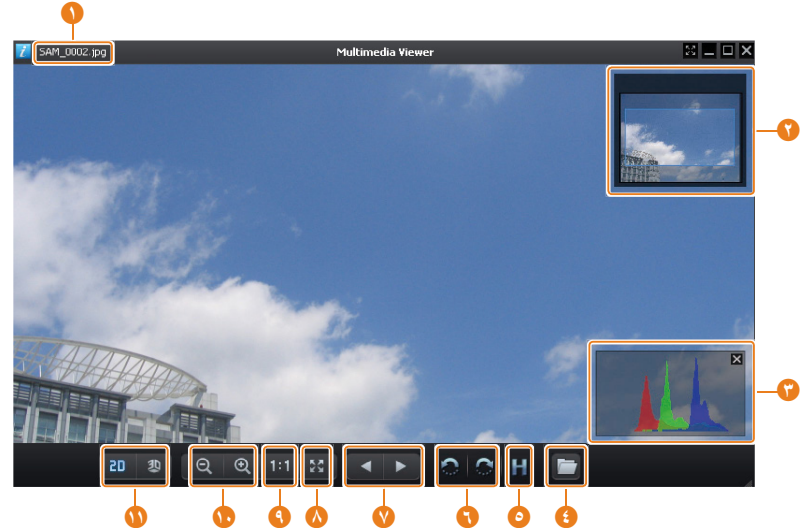 ١
SAM_0002.jpg
Multimedia Viewer
٢
٣
2D 3D 1:1 H
١١ ١٠ ٩ ٨ ٧ ٦ ٥ ٤